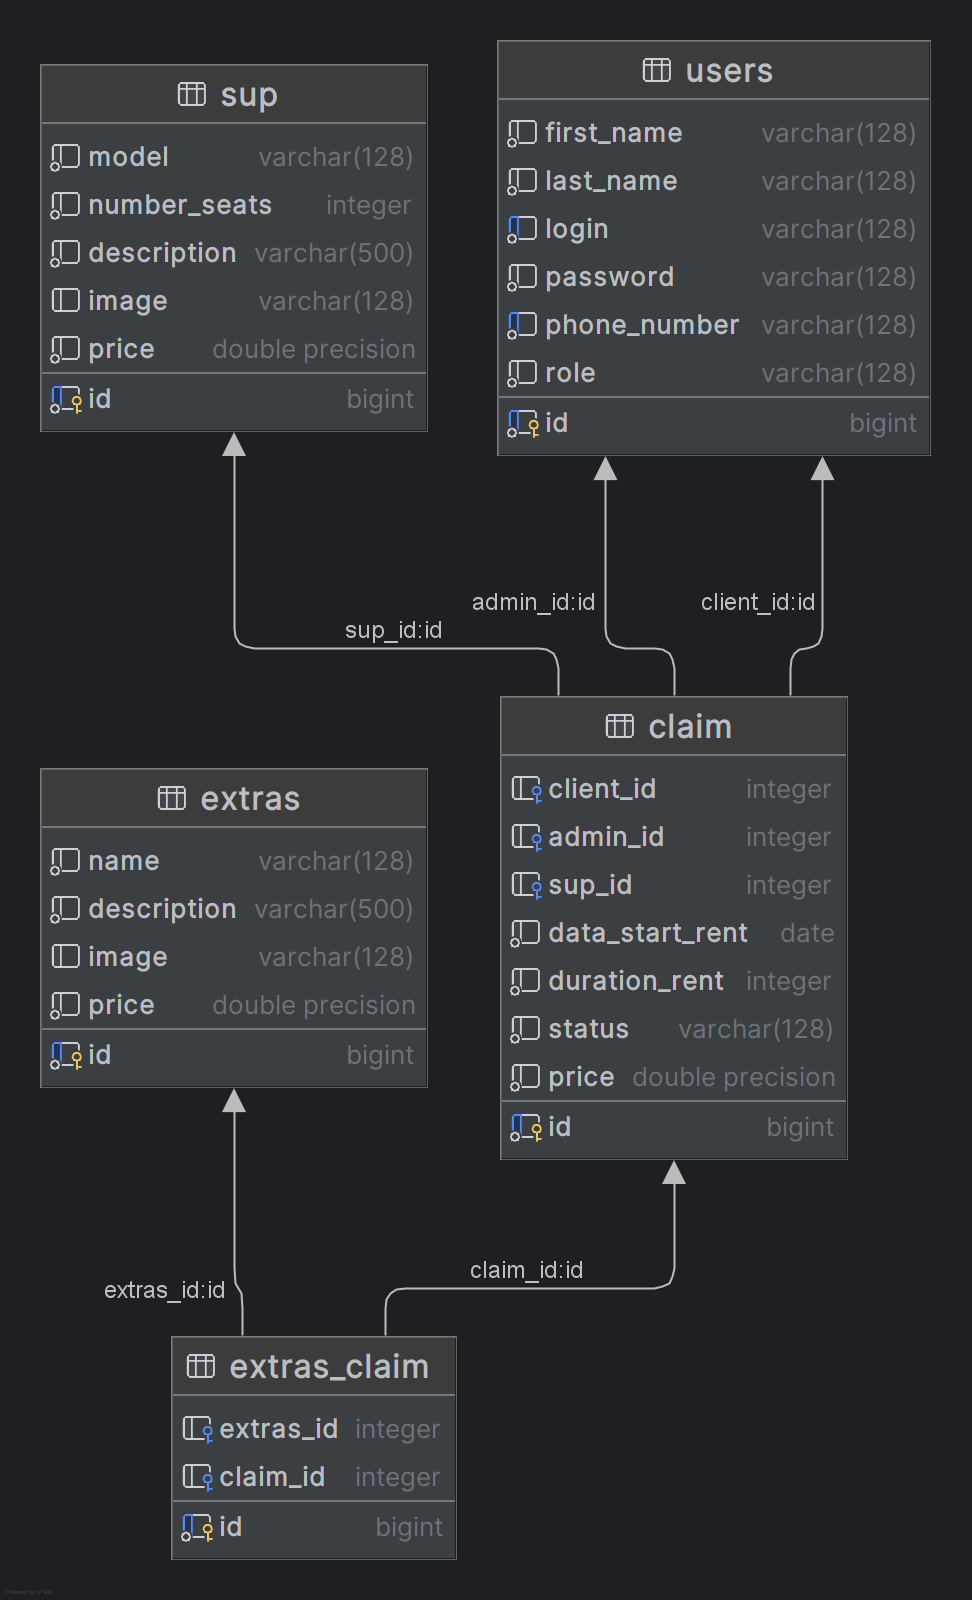 sup
model varchar(128)
number_seats integer
description varchar(500)
image varchar(128)
price double precision
id bigint
users
first_name varchar(128)
last_name varchar(128)
login varchar(128)
password varchar(128)
phone_number varchar(128)
role varchar(128)
id bigint
admin_id:id
client_id:id
sup_id:id
claim
client_id integer
admin_id integer
sup_id integer
data_start_rent date
duration_rent integer
status varchar(128)
price double precision
id bigint
extras
name varchar(128)
description varchar(500)
image varchar(128)
price double precision
id bigint
claim_id:id
extras_id:id
extras_claim
extras_id integer
claim_id integer
id bigint
Powered by yFiles